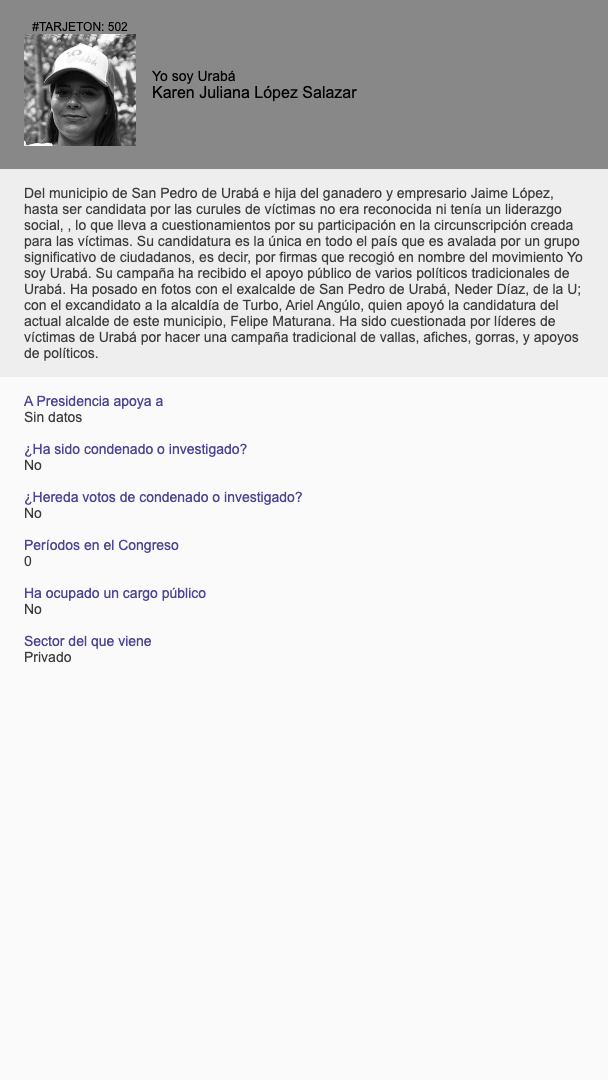 #TARJETON: 502
Yo soy Urabá
Karen Juliana López Salazar
Del municipio de San Pedro de Urabá e hija del ganadero y empresario Jaime López,
hasta ser candidata por las curules de víctimas no era reconocida ni tenía un liderazgo
social, , lo que lleva a cuestionamientos por su participación en la circunscripción creada
para las víctimas. Su candidatura es la única en todo el país que es avalada por un grupo
significativo de ciudadanos, es decir, por firmas que recogió en nombre del movimiento Yo
soy Urabá. Su campaña ha recibido el apoyo público de varios políticos tradicionales de
Urabá. Ha posado en fotos con el exalcalde de San Pedro de Urabá, Neder Díaz, de la U;
con el excandidato a la alcaldía de Turbo, Ariel Angúlo, quien apoyó la candidatura del
actual alcalde de este municipio, Felipe Maturana. Ha sido cuestionada por líderes de
víctimas de Urabá por hacer una campaña tradicional de vallas, afiches, gorras, y apoyos
de políticos.
A Presidencia apoya a
Sin datos
¿Ha sido condenado o investigado?
No
¿Hereda votos de condenado o investigado?
No
Períodos en el Congreso
0
Ha ocupado un cargo público
No
Sector del que viene
Privado